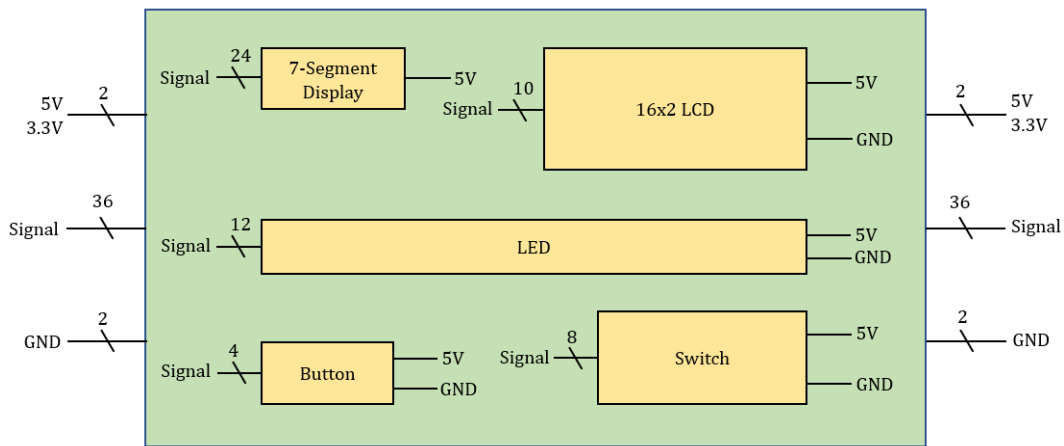 5V
3.3V
2
Signal
36
GND
2
Signal
24
7-Segment
Display
5V
Signal
10
16x2 LCD
5V
GND
Signal
12
LED
5V
GND
Signal
4
Button
5V
GND
Signal
8
Switch
5V
GND
2
5V
3.3V
36
Signal
2
GND